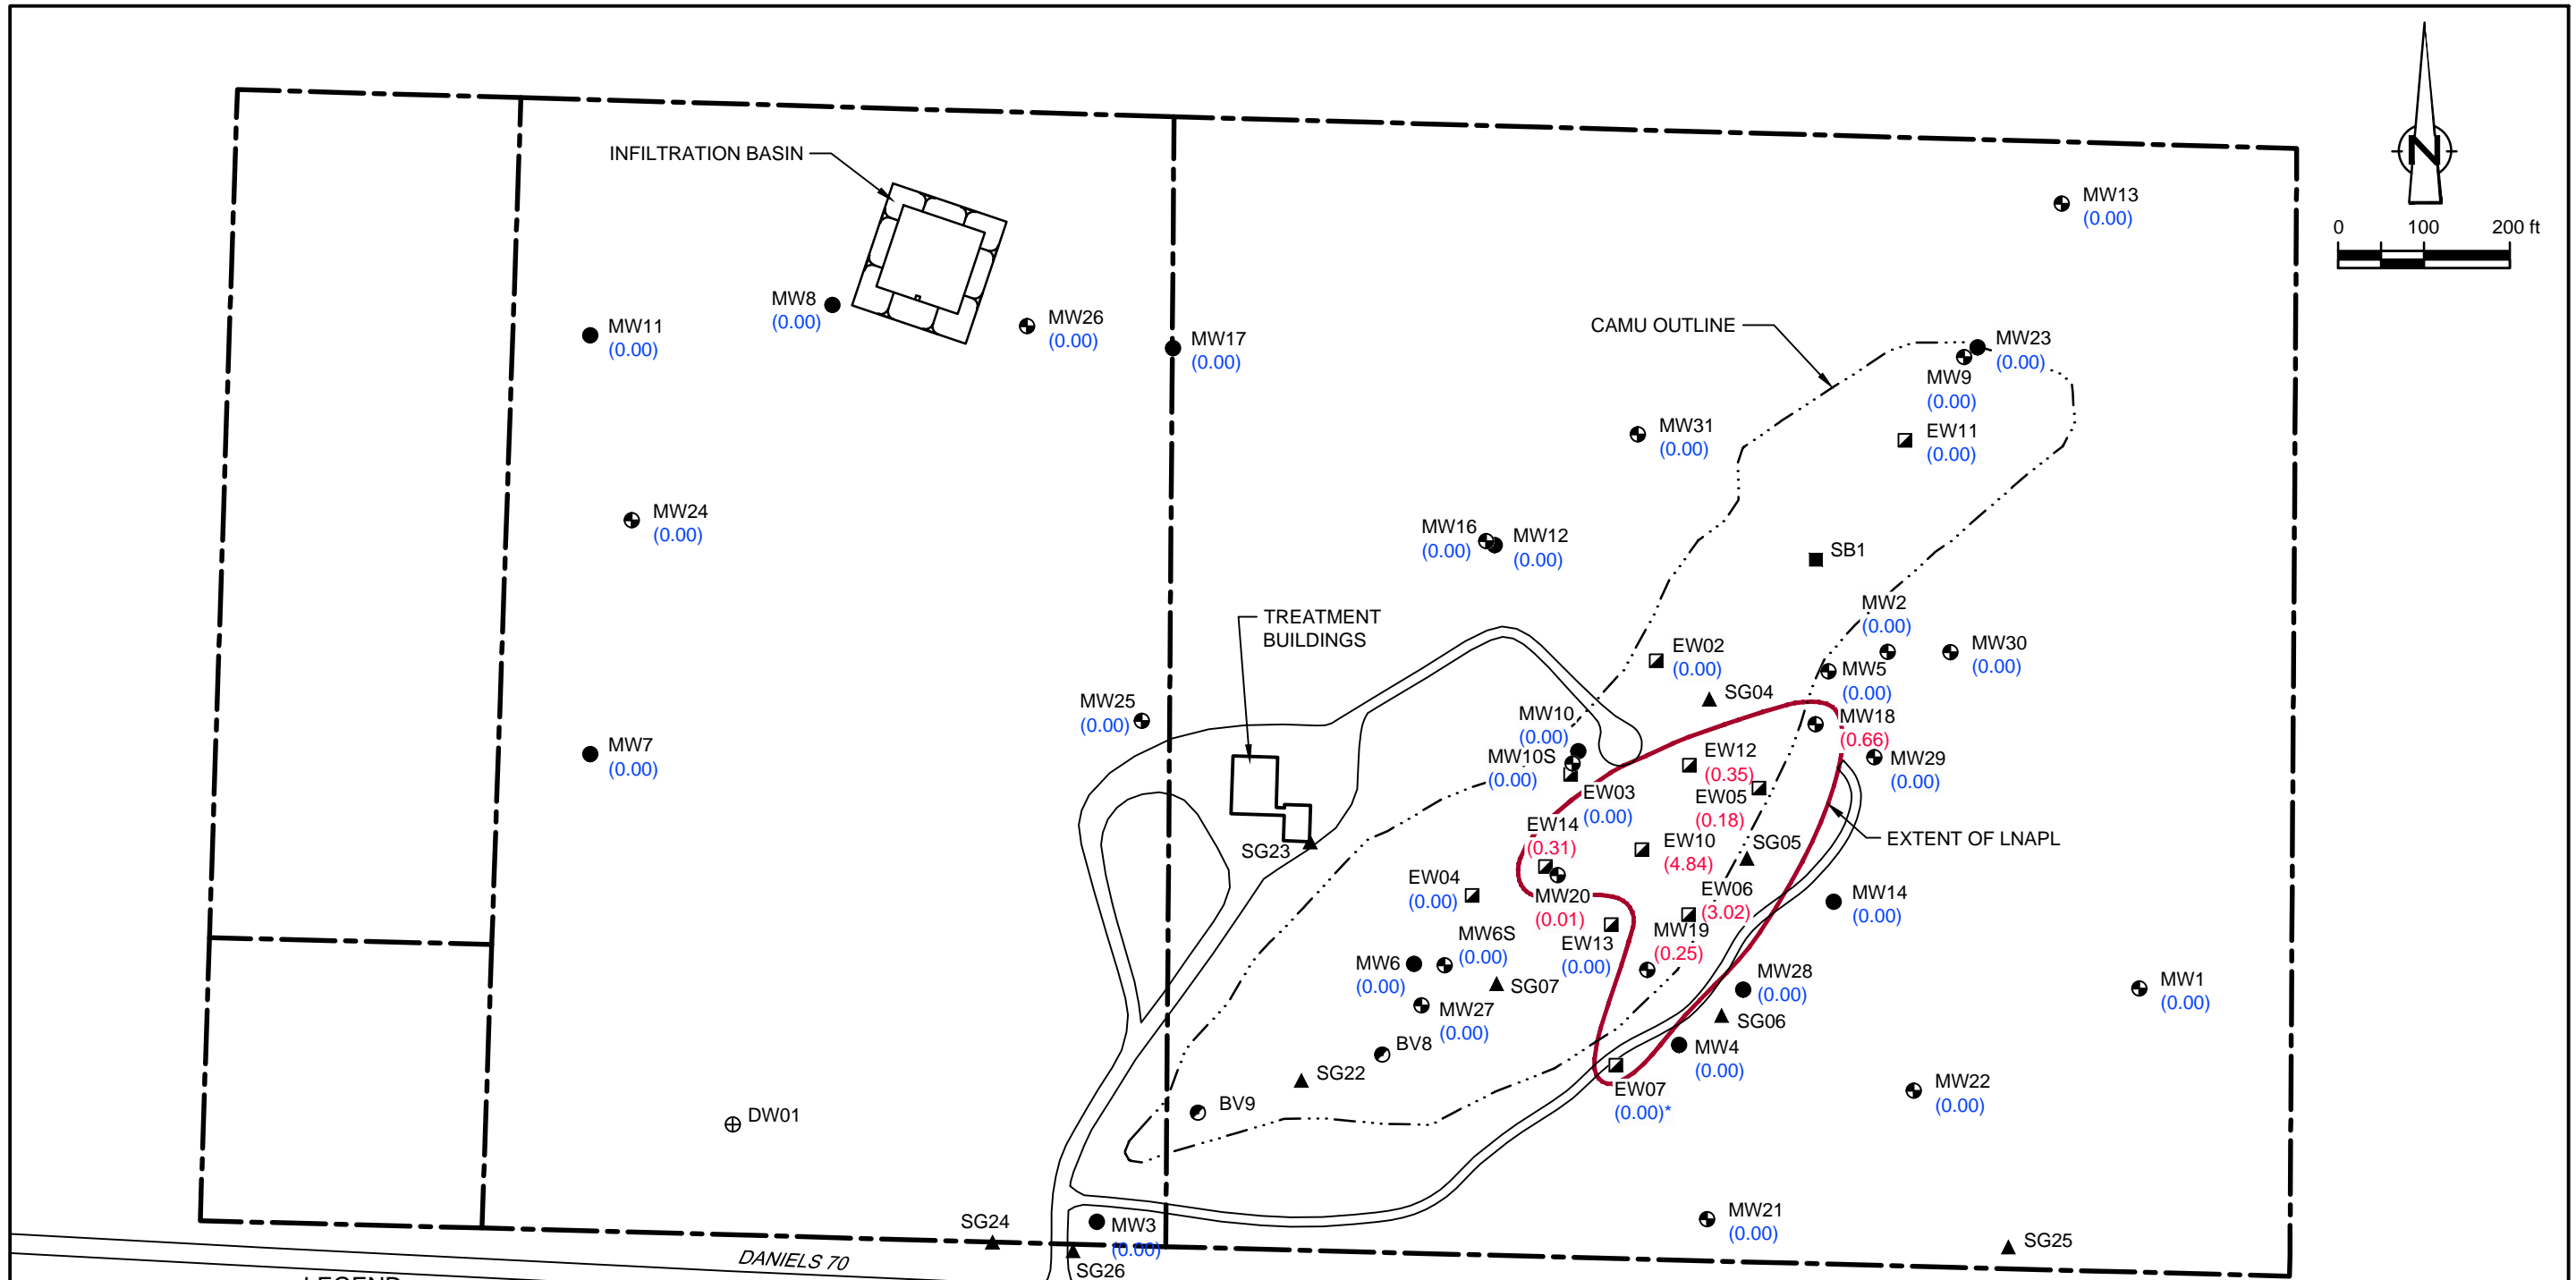 INFILTRATION BASIN
MW13
(0.00)
N
0 100 200 ft
MW8
(0.00)
MW26
(0.00)
MW11
(0.00)
MW17
(0.00)
CAMU OUTLINE
MW23
(0.00)
MW9
(0.00)
MW31
(0.00)
EW11
(0.00)
MW24
(0.00)
MW16
(0.00)
MW12
(0.00)
SB1
TREATMENT
BUILDINGS
MW2
(0.00)
EW02
(0.00)
MW30
(0.00)
MW5
(0.00)
SG04
MW25
(0.00)
MW10
(0.00)
MW18
(0.66)
MW7
(0.00)
MW10S
(0.00)
EW12
(0.35)
MW29
(0.00)
EW03
(0.00)
EW05
(0.18)
EW14
(0.31)
EW10
(4.84)
SG05
EXTENT OF LNAPL
SG23
EW04
(0.00)
MW20
(0.01)
EW06
(3.02)
MW14
(0.00)
MW6S
(0.00)
EW13
(0.00)
MW19
(0.25)
MW6
(0.00)
SG07
MW28
(0.00)
MW1
(0.00)
MW27
(0.00)
SG06
BV8
MW4
(0.00)
SG22
EW07
(0.00)*
MW22
(0.00)
BV9
DW01
SG24
MW3
(0.00)
MW21
(0.00)
SG25
DANIELS 70
SG26
LEGEND